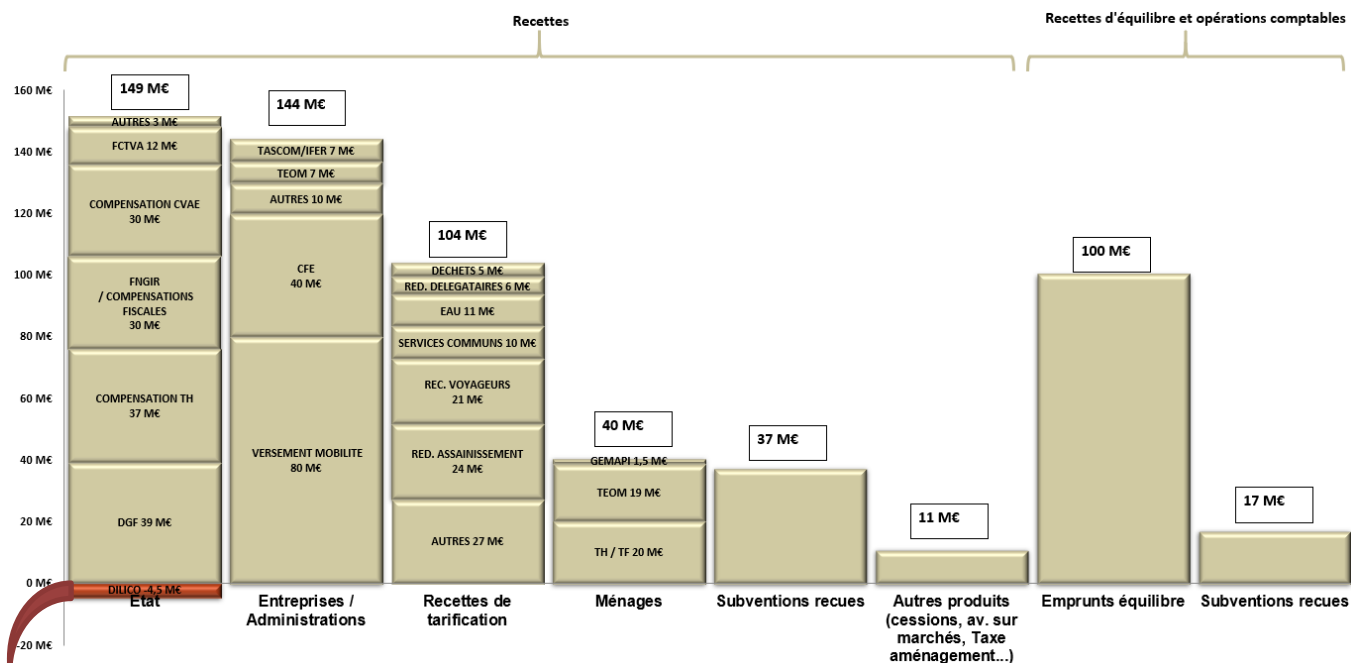 Recettes
Recettes d'équilibre et opérations comptables
160 M€
140 M€
120 M€
100 M€
80 M€
60 M€
40 M€
20 M€
0 M€
-20 M€
149 M€
AUTRES 3 M€
FCTVA 12 M€
COMPENSATION CVAE
30 M€
FNGIR
/ COMPENSATIONS
FISCALES
30 M€
COMPENSATION TH
37 M€
DGF 39 M€
DILICO -4,5 M€
Etat
144 M€
TASCOM/IFER 7 M€
TEOM 7 M€
AUTRES 10 M€
CFE
40 M€
VERSEMENT MOBILITE
80 M€
Entreprises /
Administrations
104 M€
DECHETS 5 M€
RED. DELEGATAIRES 6 M€
EAU 11 M€
SERVICES COMMUNS 10 M€
REC. VOYAGEURS
21 M€
RED. ASSAINISSEMENT
24 M€
AUTRES 27 M€
Recettes de
tarification
40 M€
GEMAPI 1,5 M€
TEOM 19 M€
TH / TF 20 M€
Ménages
37 M€
Subventions recues
11 M€
Autres produits
(cessions, av. sur
marchés, Taxe
aménagement...)
100 M€
Emprunts équilibre
17 M€
Subventions recues